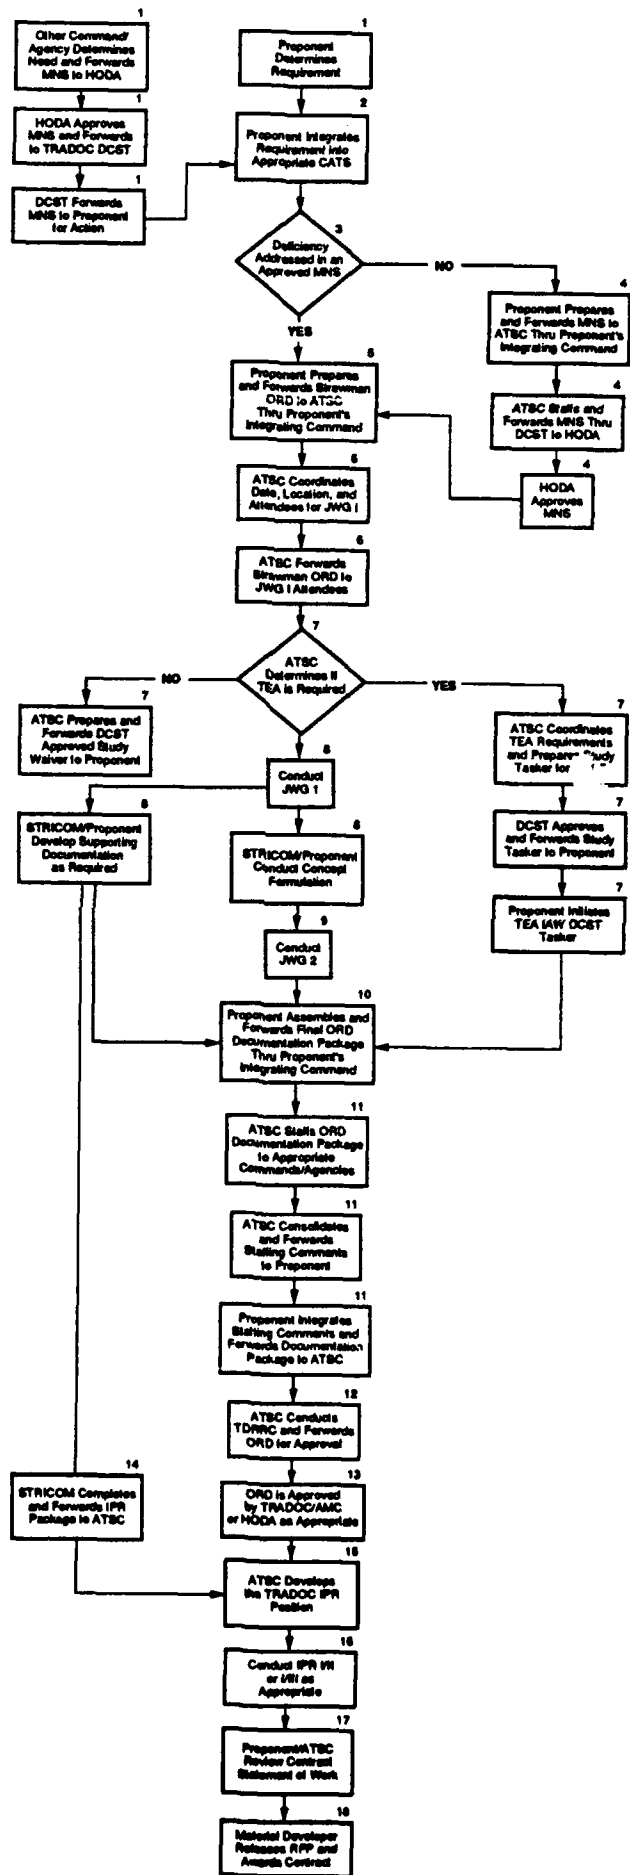 1
Other Command/
Agency Determines
Need and Forwards
MNS to HODA
1
HODA Approves
MNS and Forwards
to TRADOC DCST
1
DCST Forwards
MNS to Proponent
for Action
1
Proponent
Determines
Requirement
2
Proponent Integrates
Requirement into
Appropriate CATS
3
Deficiency
Addressed in an
Approved MNS
NO
YES
4
Proponent Prepares
and Forwards MNS to
ATSC Thru Proponent's
Integrating Command
4
ATSC Staffs and
Forwards MNS Thru
DCST to HODA
4
HODA
Approves
MNS
5
Proponent Prepares
and Forwards Strawman
ORD to ATSC
Thru Proponent's
Integrating Command
ATSC Coordinates
Date, Location, and
Attendees for JWG I
6
ATSC Forwards
Strawman ORD to
JWG I Attendees
7
ATSC
Determines if
TEA is Required
NO
YES
7
ATSC Prepares and
Forwards DCST
Approved Study
Waiver to Proponent
7
ATSC Coordinates
TEA Requirements
and Prepares Study
Tasker for
7
DCST Approves
and Forwards Study
Tasker to Proponent
7
Proponent Initiates
TEA IAW DCST
Tasker
8
Conduct
JWG 1
8
STRICOM/Proponent
Develop Supporting
Documentation
as Required
8
STRICOM/Proponent
Conduct Concept
Formulation
9
Conduct
JWG 2
10
Proponent Assembles and
Forwards Final ORD
Documentation Package
Thru Proponent's
Integrating Command
11
ATSC Staffs ORD
Documentation Package
to Appropriate
Commands/Agencies
11
ATSC Consolidates
and Forwards
Staffing Comments
to Proponent
11
Proponent Integrates
Staffing Comments and
Forwards Documentation
Package to ATSC
12
ATSC Conducts
TDRRC and Forwards
ORD for Approval
13
ORD is Approved
by TRADOC/AMC
or HODA as Appropriate
14
STRICOM Completes
and Forwards IPR
Package to ATSC
15
ATSC Develops
the TRADOC IPR
Position
16
Conduct IPR I/II
or I/III as
Appropriate
17
Proponent/ATSC
Review Contract
Statement of Work
18
Material Developer
Releases RFP and
Awards Contract